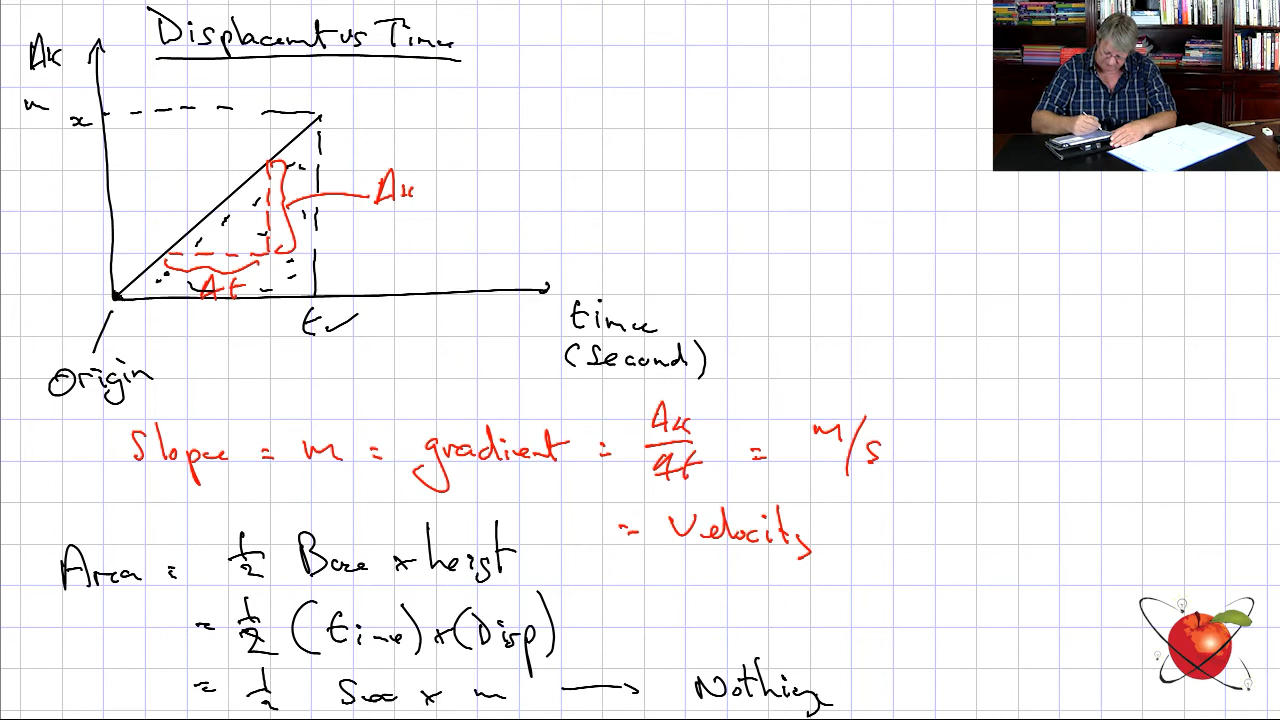 Displacement vs Time
Δx
m
x
Δx
Δt
t✓
time
(second)
Origin
Slope = m = gradient = Δx/Δt = m/s
= Velocity
Area = 1/2 Base × height
= 1/2 (time) × (Disp)
= 1/2 sec × m → Nothing